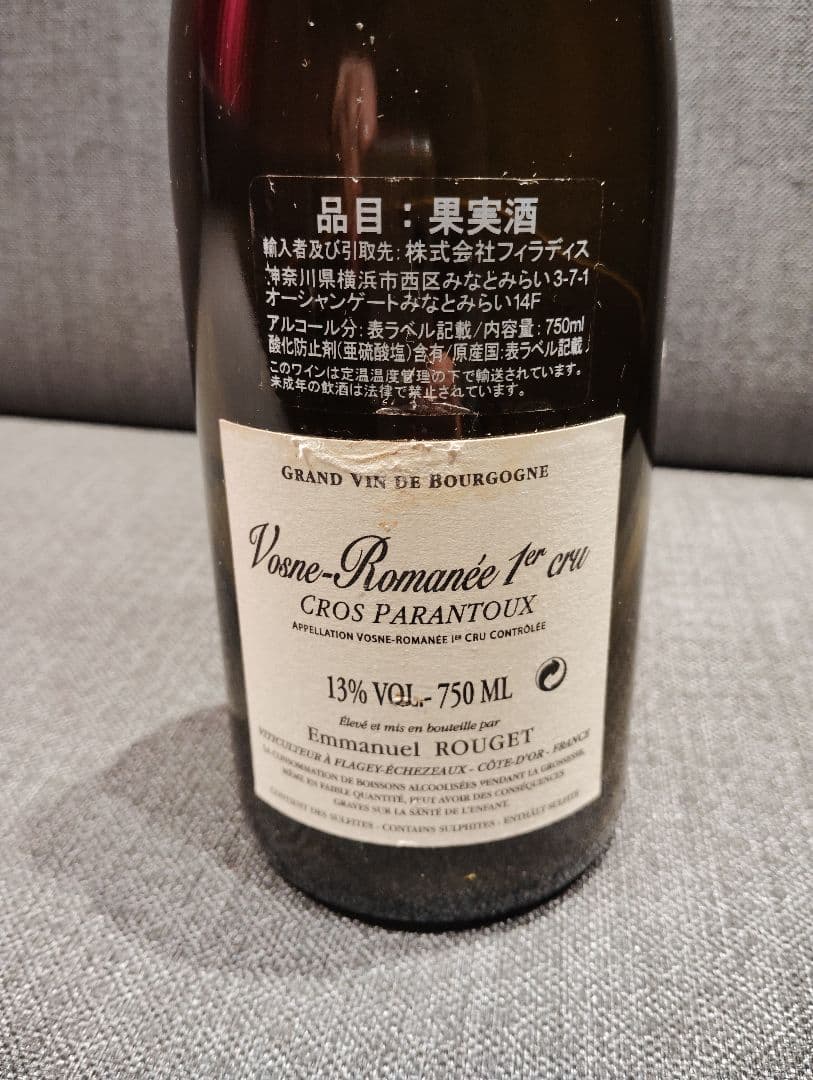 品目：果実酒
輸入者及び引取先：株式会社フィラディス
神奈川県横浜市西区みなとみらい3-7-1
オーシャンゲートみなとみらい14F
アルコール分：表ラベル記載/内容量：750ml
酸化防止剤(亜硫酸塩)含有/原産国：表ラベル記載
このワインは定温温度管理の下で輸送されています。
未成年の飲酒は法律で禁止されています。
GRAND VIN DE BOURGOGNE
Vosne-Romanée 1er cru
CROS PARANTOUX
APPELLATION VOSNE-ROMANÉE 1ER CRU CONTRÔLÉE
13% VOL.- 750 ML
Élevé et mis en bouteille par
Emmanuel ROUGET
VITICULTEUR À FLAGEY-ÉCHEZEAUX - CÔTE-D'OR - FRANCE
LA CONSOMMATION DE BOISSONS ALCOOLISÉES PENDANT LA GROSSESSE,
MÊME EN FAIBLE QUANTITÉ, PEUT AVOIR DES CONSÉQUENCES
GRAVES SUR LA SANTÉ DE L'ENFANT.
CONTIENT DES SULFITES - CONTAINS SULPHITES - ENTHÄLT SULFITE